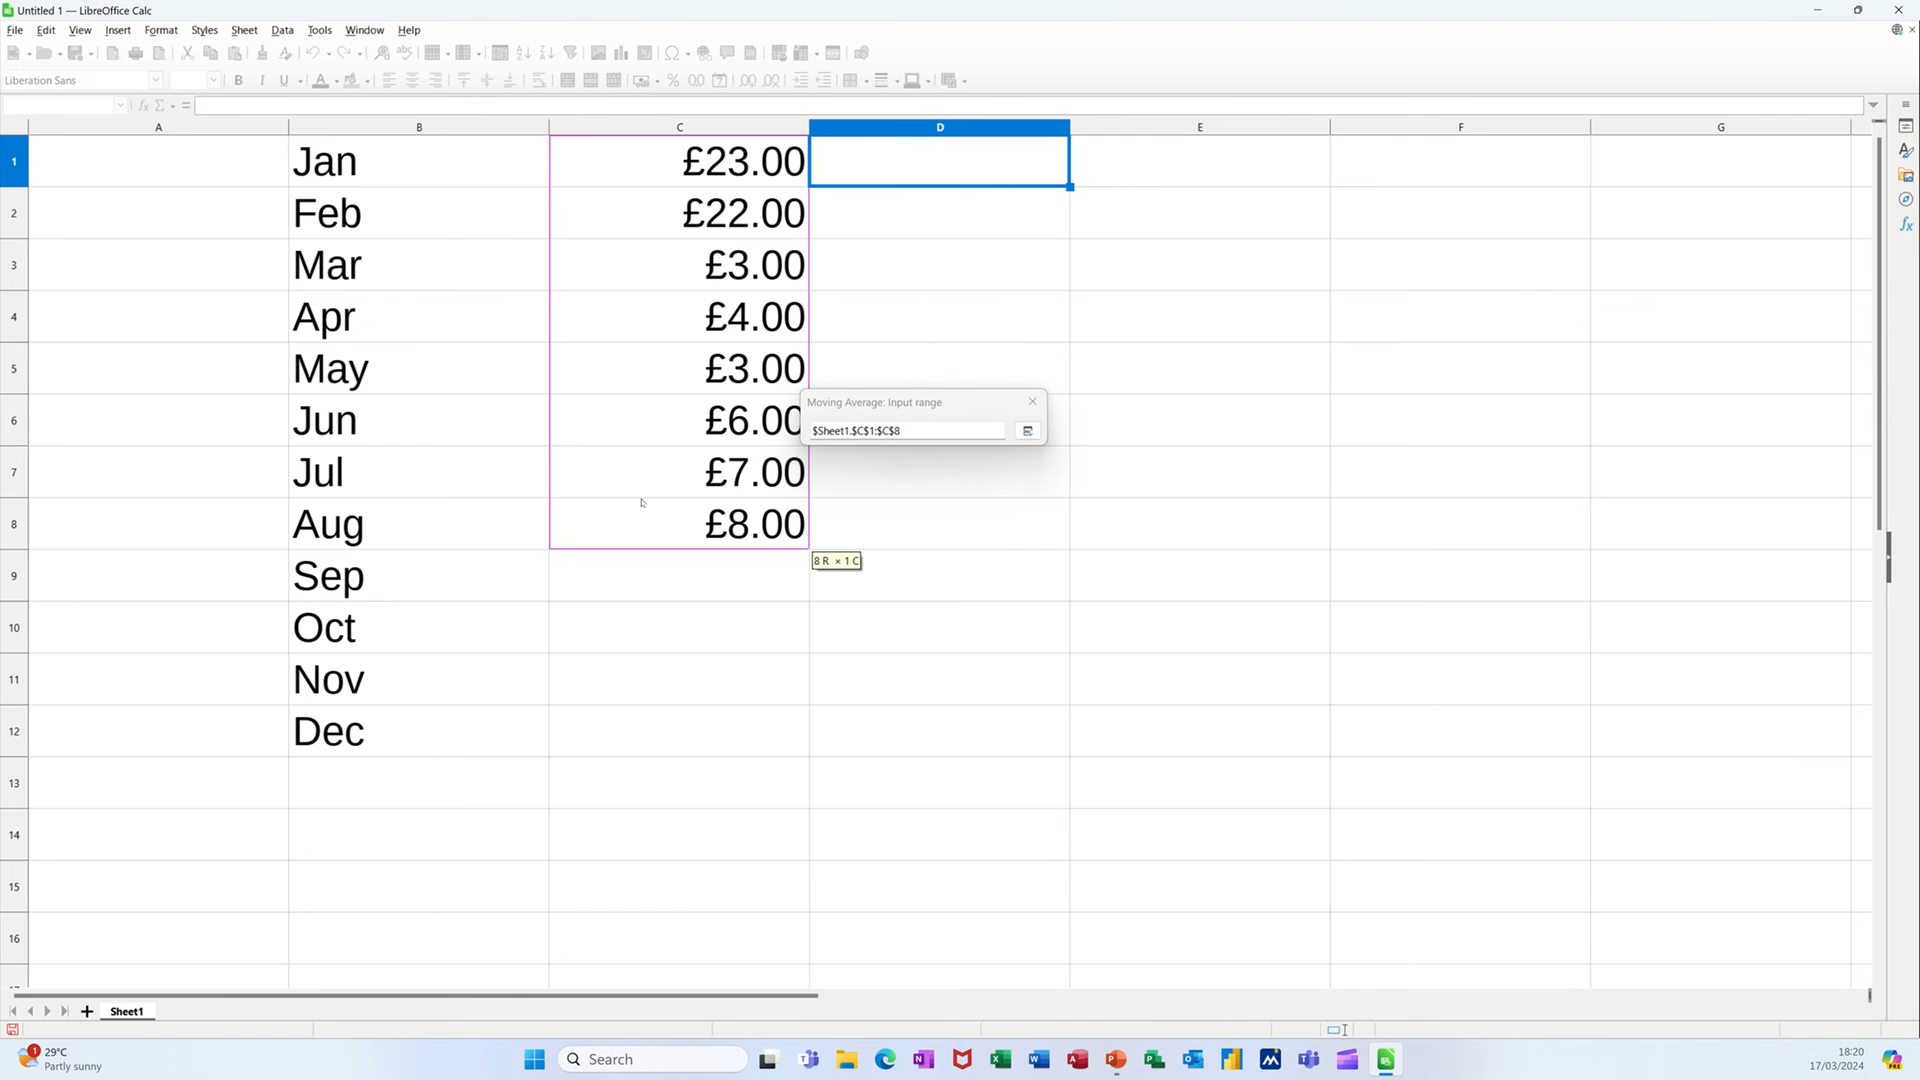 Untitled 1 — LibreOffice Calc
File Edit View Insert Format Styles Sheet Data Tools Window Help
Liberation Sans
A B C D E F G
1 Jan £23.00
2 Feb £22.00
3 Mar £3.00
4 Apr £4.00
5 May £3.00
Moving Average: Input range
6 Jun £6.00
$Sheet1.$C$1:$C$8
7 Jul £7.00
8 Aug £8.00
8 R × 1 C
9 Sep
10 Oct
11 Nov
12 Dec
13
14
15
16
Sheet1
1
29°C
Partly sunny
Search
18:20
17/03/2024
PRE